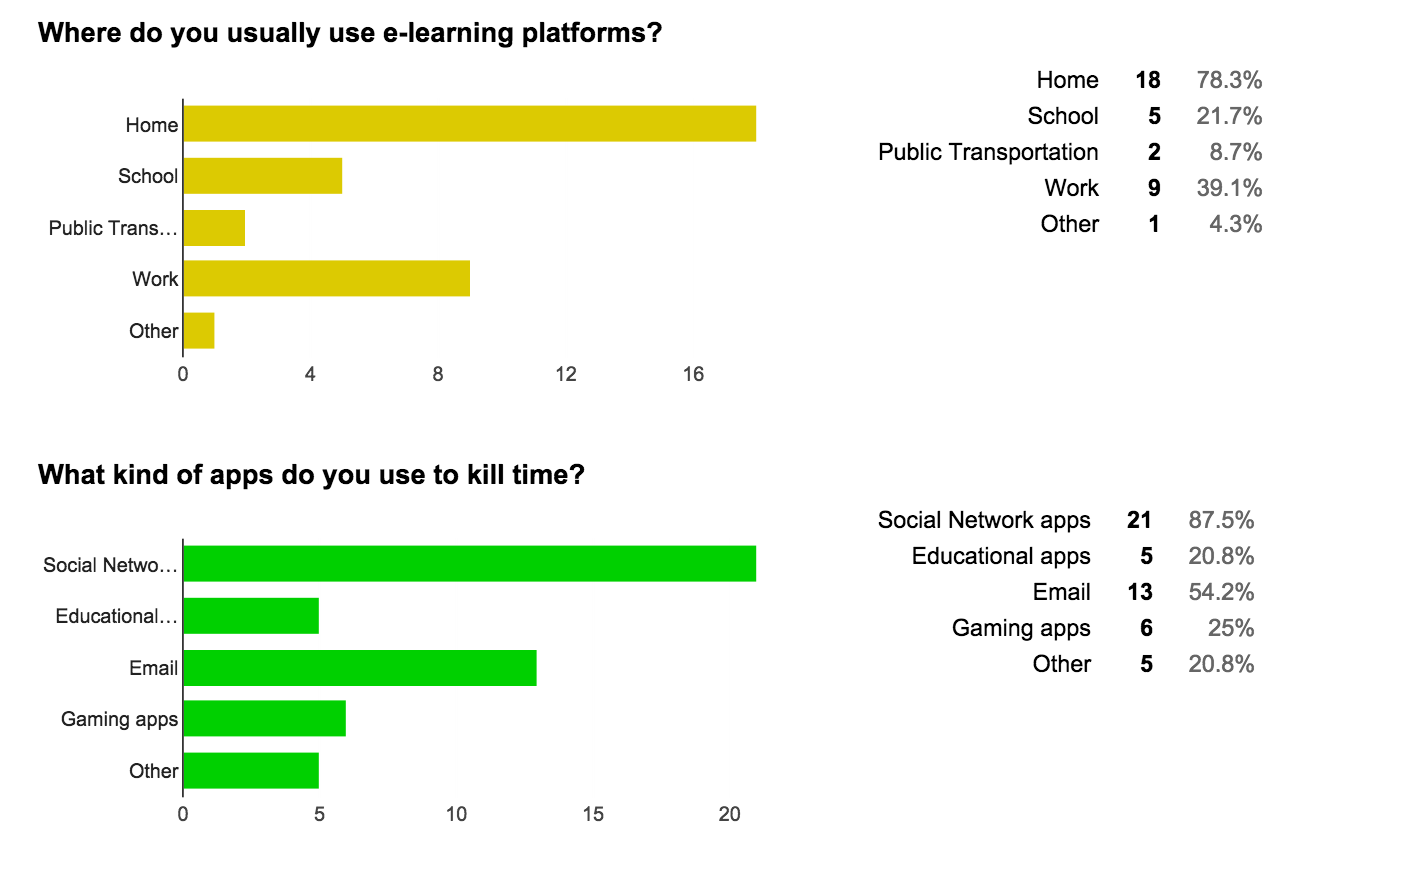 Where do you usually use e-learning platforms?
Home
School
Public Trans...
Work
Other
0 4 8 12 16
Home 18 78.3%
School 5 21.7%
Public Transportation 2 8.7%
Work 9 39.1%
Other 1 4.3%
What kind of apps do you use to kill time?
Social Netwo...
Educational...
Email
Gaming apps
Other
0 5 10 15 20
Social Network apps 21 87.5%
Educational apps 5 20.8%
Email 13 54.2%
Gaming apps 6 25%
Other 5 20.8%